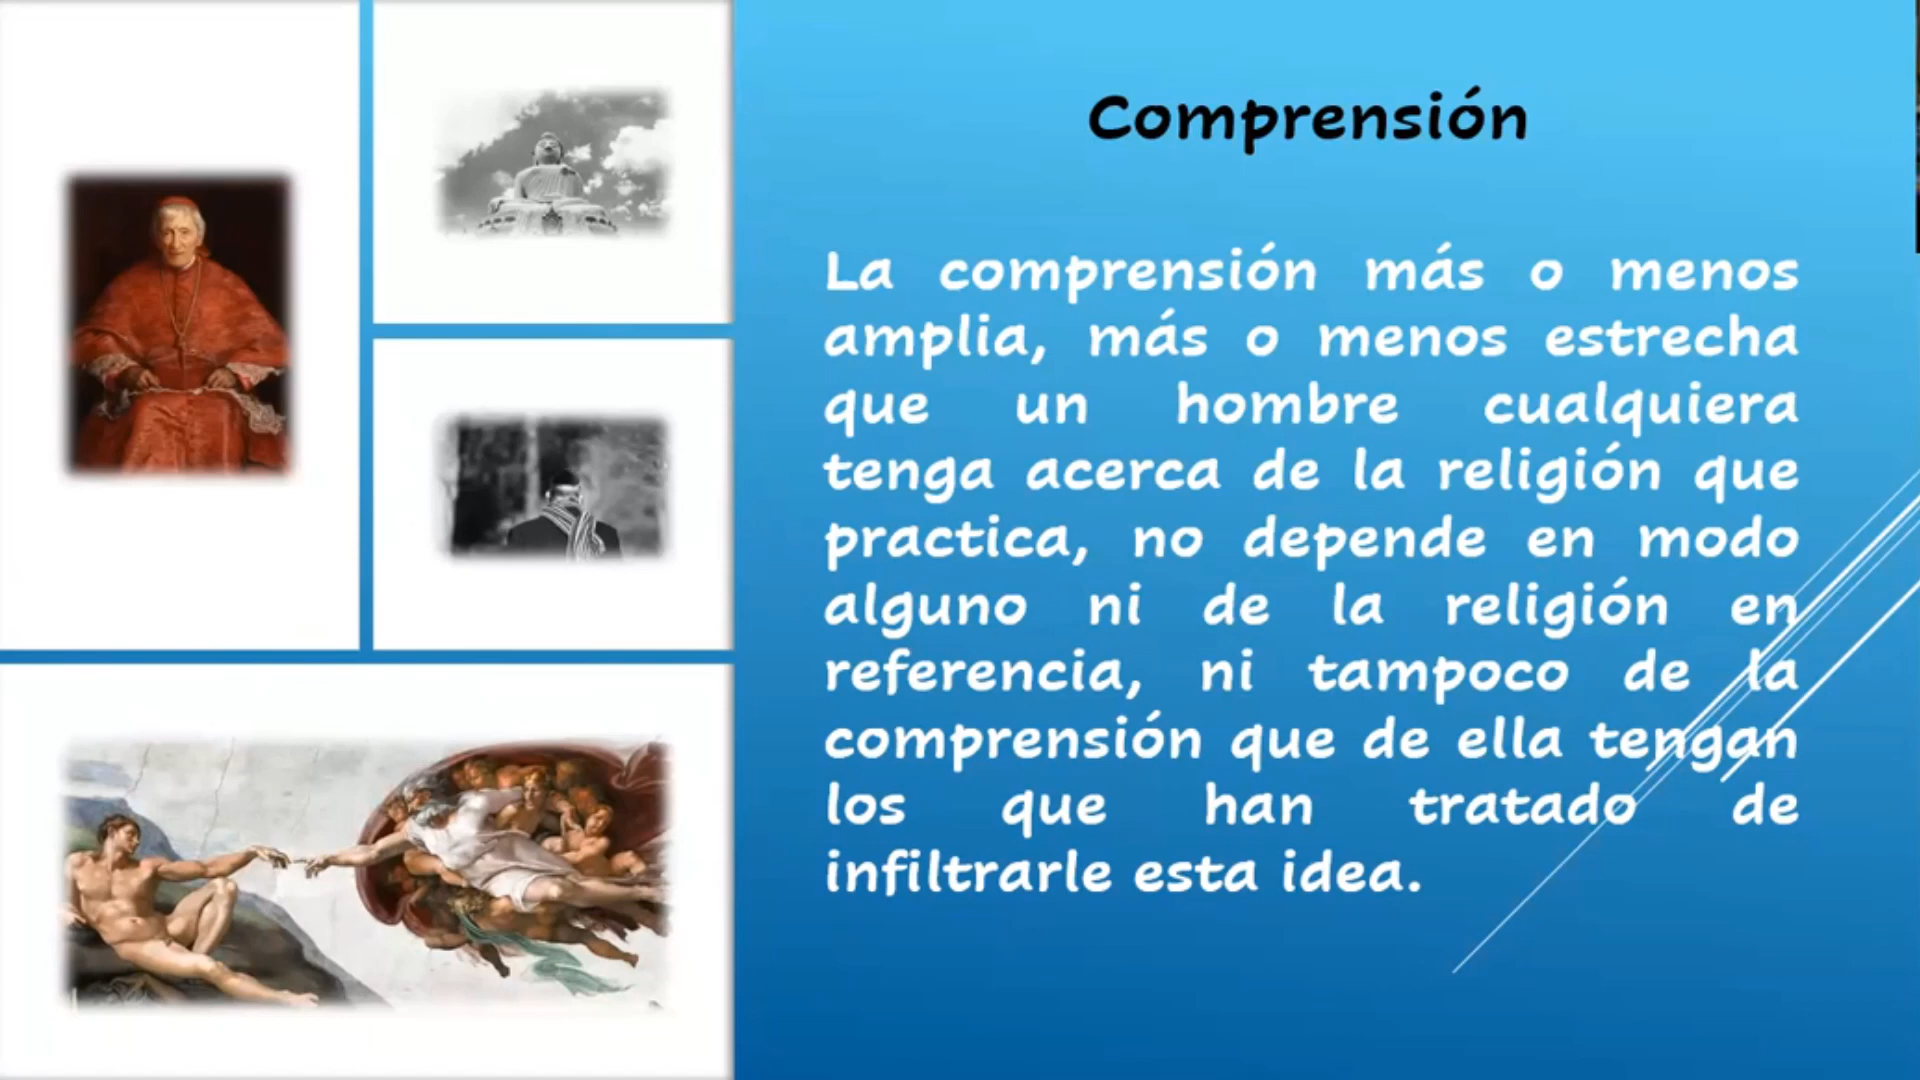 Comprensión
La comprensión más o menos
amplia, más o menos estrecha
que un hombre cualquiera
tenga acerca de la religión que
practica, no depende en modo
alguno ni de la religión en
referencia, ni tampoco de la
comprensión que de ella tengan
los que han tratado de
infiltrarle esta idea.